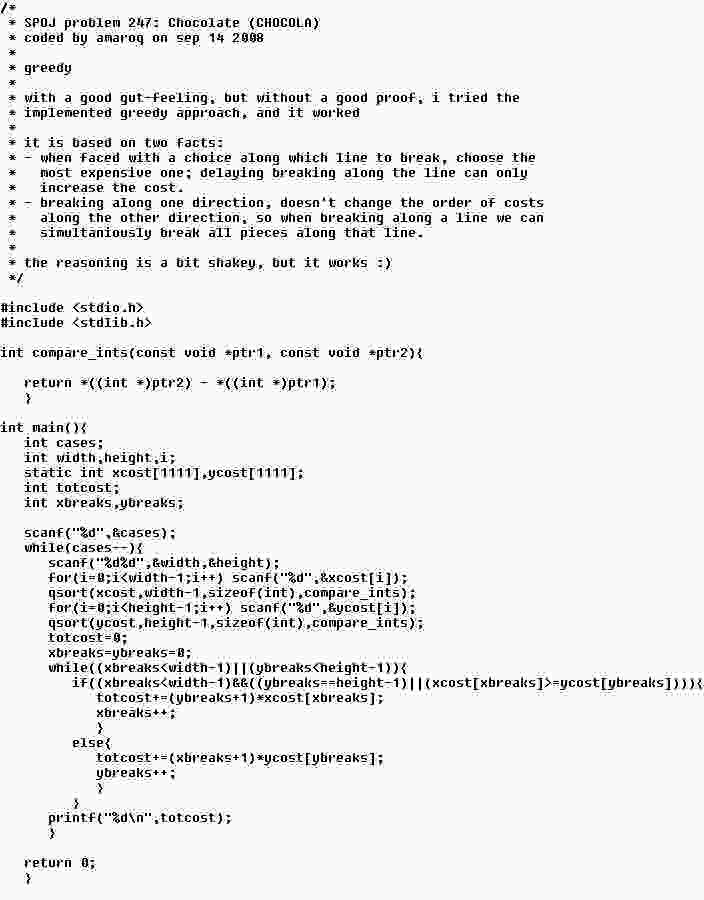 /*
 * SPOJ problem 247: Chocolate (CHOCOLA)
 * coded by amaroq on sep 14 2008
 *
 * greedy
 *
 * with a good gut-feeling, but without a good proof, i tried the
 * implemented greedy approach, and it worked
 *
 * it is based on two facts:
 * - when faced with a choice along which line to break, choose the
 *   most expensive one; delaying breaking along the line can only
 *   increase the cost.
 * - breaking along one direction, doesn't change the order of costs
 *   along the other direction, so when breaking along a line we can
 *   simultaniously break all pieces along that line.
 *
 * the reasoning is a bit shakey, but it works :)
 */

#include <stdio.h>
#include <stdlib.h>

int compare_ints(const void *ptr1, const void *ptr2){

   return *((int *)ptr2) - *((int *)ptr1);
   }

int main(){
   int cases;
   int width,height,i;
   static int xcost[1111],ycost[1111];
   int totcost;
   int xbreaks,ybreaks;

   scanf("%d",&cases);
   while(cases--){
      scanf("%d%d",&width,&height);
      for(i=0;i<width-1;i++) scanf("%d",&xcost[i]);
      qsort(xcost,width-1,sizeof(int),compare_ints);
      for(i=0;i<height-1;i++) scanf("%d",&ycost[i]);
      qsort(ycost,height-1,sizeof(int),compare_ints);
      totcost=0;
      xbreaks=ybreaks=0;
      while((xbreaks<width-1)||(ybreaks<height-1)){
         if((xbreaks<width-1)&&((ybreaks==height-1)||(xcost[xbreaks]>=ycost[ybreaks]))){
            totcost+=(ybreaks+1)*xcost[xbreaks];
            xbreaks++;
            }
         else{
            totcost+=(xbreaks+1)*ycost[ybreaks];
            ybreaks++;
            }
         }
      printf("%d\n",totcost);
      }

   return 0;
   }